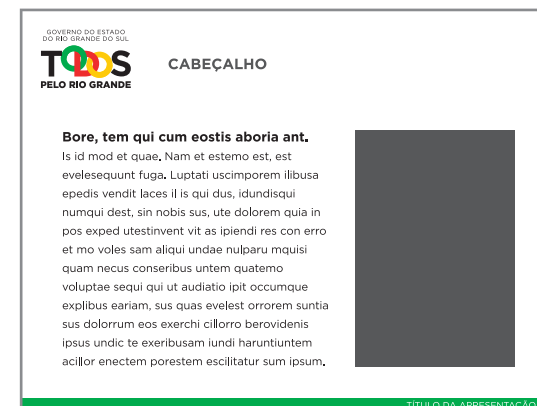 GOVERNO DO ESTADO
DO RIO GRANDE DO SUL
TODOS
PELO RIO GRANDE
CABEÇALHO
Bore, tem qui cum eostis aboria ant.
Is id mod et quae. Nam et estemo est, est
evelesequunt fuga. Luptati uscimporem ilibusa
epedis vendit laces il is qui dus, idundisqui
numqui dest, sin nobis sus, ute dolorem quia in
pos exped utestinvent vit as ipiendi res con erro
et mo voles sam aliqui undae nulparu mquisi
quam necus conseribus untem quatemo
voluptae sequi qui ut audiatio ipit occumque
explibus eariam, sus quas evelest orrorem suntia
sus dolorrum eos exerchi cillorro berovidenis
ipsus undic te exeribusam iundi haruntiuntem
acillor enectem porestem escilitatur sum ipsum.
TÍTULO DA APRESENTAÇÃO